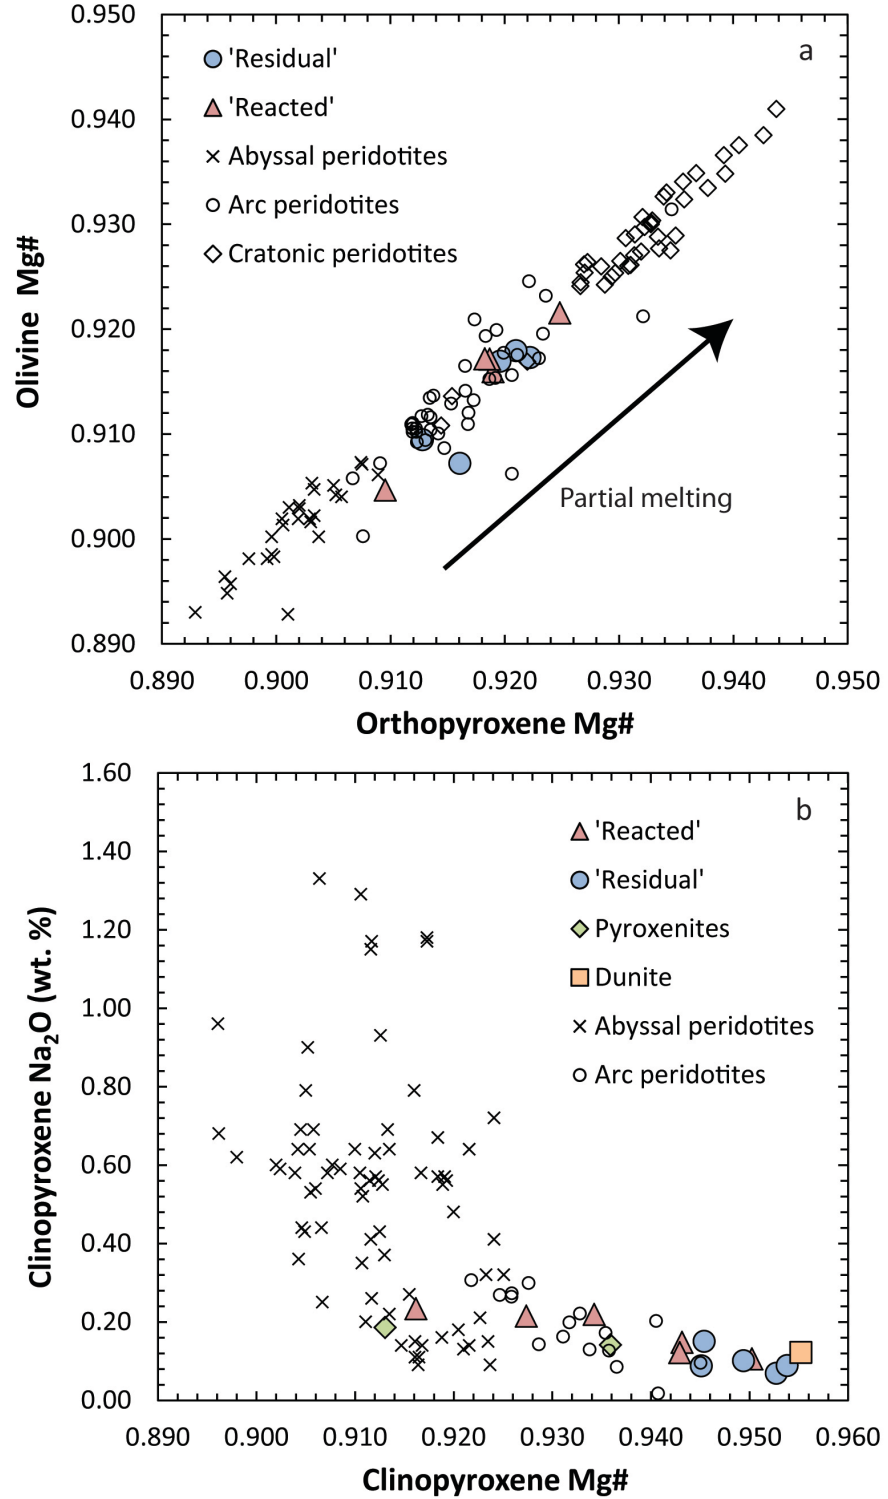 0.950
0.940
0.930
0.920
0.910
0.900
0.890
Olivine Mg#
a
'Residual'
'Reacted'
Abyssal peridotites
Arc peridotites
Cratonic peridotites
Partial melting
0.890 0.900 0.910 0.920 0.930 0.940 0.950
Orthopyroxene Mg#
1.60
1.40
1.20
1.00
0.80
0.60
0.40
0.20
0.00
Clinopyroxene Na₂O (wt. %)
b
'Reacted'
'Residual'
Pyroxenites
Dunite
Abyssal peridotites
Arc peridotites
0.890 0.900 0.910 0.920 0.930 0.940 0.950 0.960
Clinopyroxene Mg#